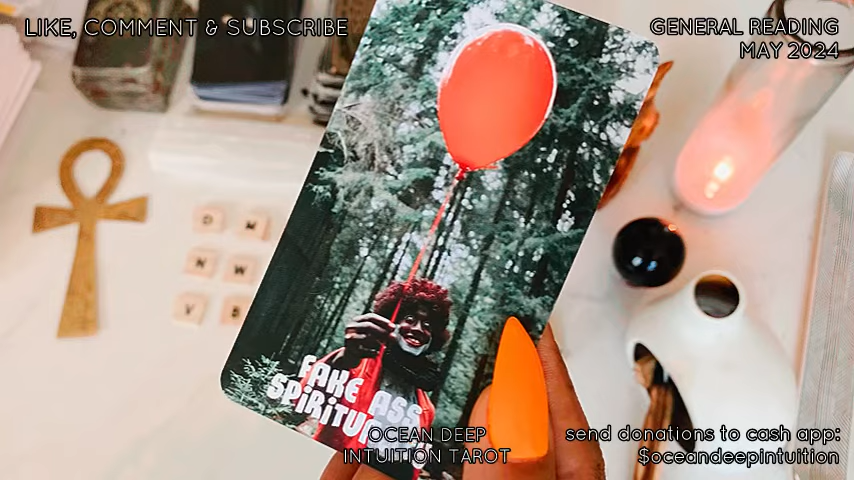 LIKE, COMMENT & SUBSCRIBE
GENERAL READING
MAY 2024
D M
N W
V B
FAKE ASS
OCEAN DEEP
INTUITION TAROT
send donations to cash app:
$oceandeepintuition